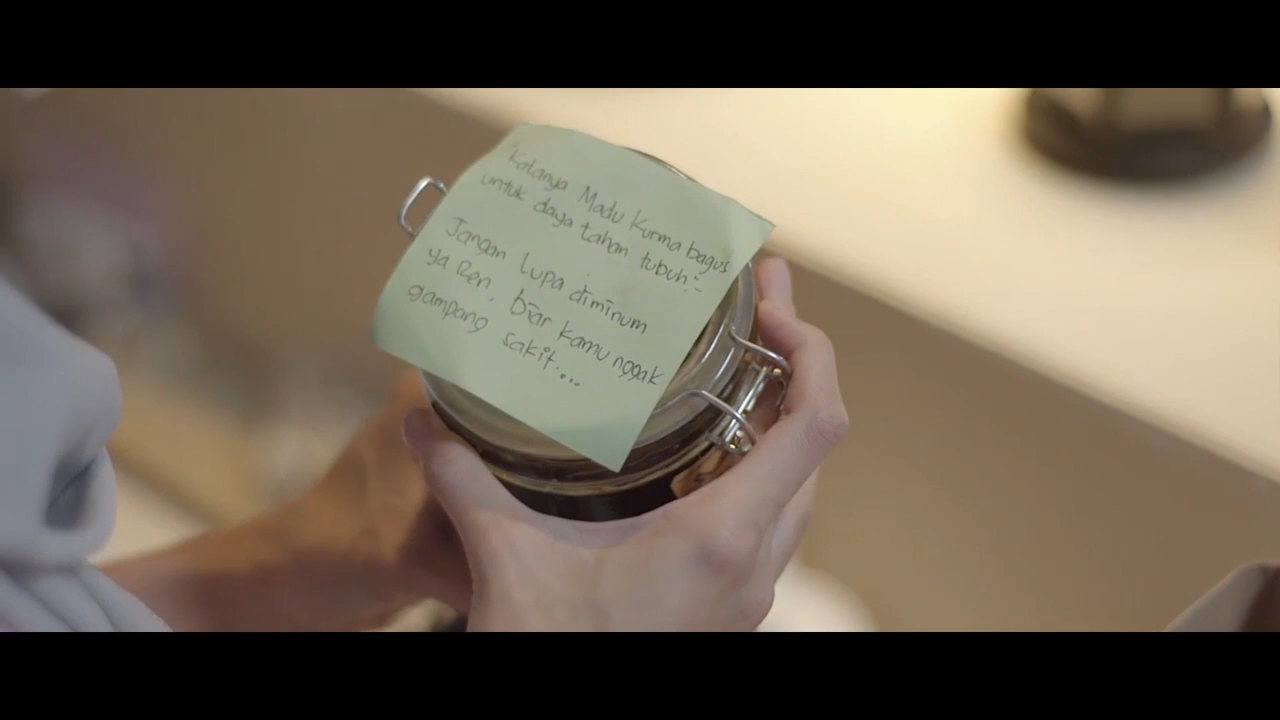 Katanya Madu Kurma bagus
untuk daya tahan tubuh :-
Jangan lupa diminum
ya Ren. biar kamu nggak
gampang sakit...